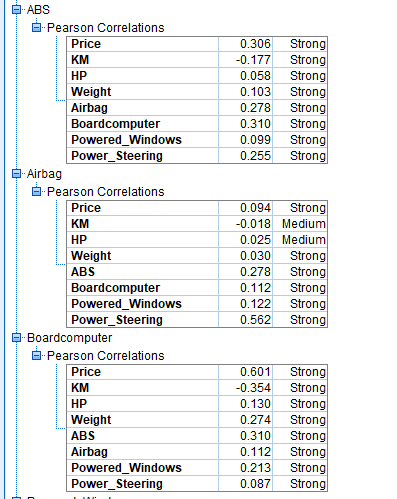 ABS
Pearson Correlations
Price 0.306 Strong
KM -0.177 Strong
HP 0.058 Strong
Weight 0.103 Strong
Airbag 0.278 Strong
Boardcomputer 0.310 Strong
Powered_Windows 0.099 Strong
Power_Steering 0.255 Strong
Airbag
Pearson Correlations
Price 0.094 Strong
KM -0.018 Medium
HP 0.025 Medium
Weight 0.030 Strong
ABS 0.278 Strong
Boardcomputer 0.112 Strong
Powered_Windows 0.122 Strong
Power_Steering 0.562 Strong
Boardcomputer
Pearson Correlations
Price 0.601 Strong
KM -0.354 Strong
HP 0.130 Strong
Weight 0.274 Strong
ABS 0.310 Strong
Airbag 0.112 Strong
Powered_Windows 0.213 Strong
Power_Steering 0.087 Strong